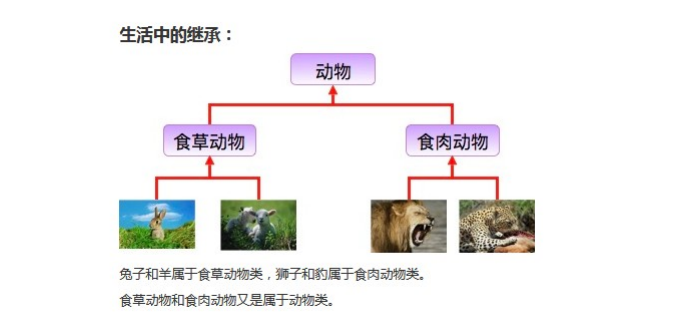 生活中的继承：
动物
食草动物
食肉动物
兔子和羊属于食草动物类，狮子和豹属于食肉动物类。
食草动物和食肉动物又是属于动物类。